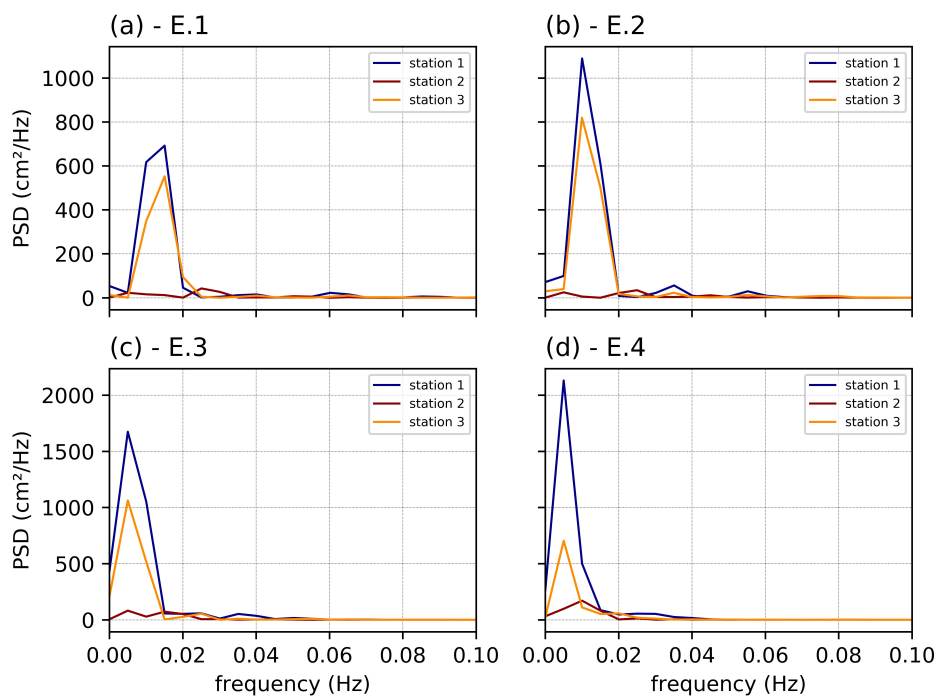 (a) - E.1
(b) - E.2
PSD (cm²/Hz)
1000
800
600
400
200
0
station 1
station 2
station 3
station 1
station 2
station 3
(c) - E.3
(d) - E.4
PSD (cm²/Hz)
2000
1500
1000
500
0
station 1
station 2
station 3
station 1
station 2
station 3
0.00 0.02 0.04 0.06 0.08 0.10
0.00 0.02 0.04 0.06 0.08 0.10
frequency (Hz)
frequency (Hz)